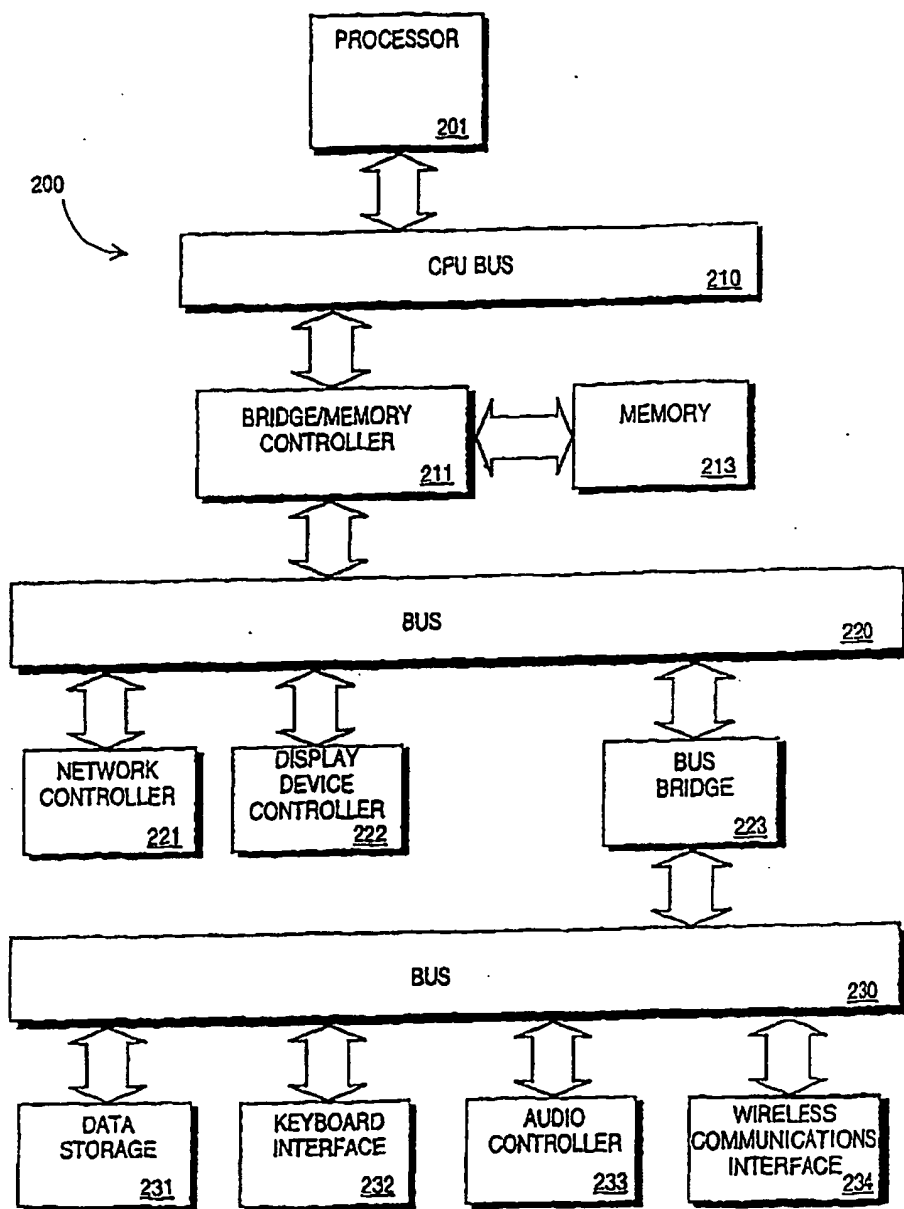 PROCESSOR
201
200
CPU BUS
210
BRIDGE/MEMORY
CONTROLLER
211
MEMORY
213
BUS
220
NETWORK
CONTROLLER
221
DISPLAY
DEVICE
CONTROLLER
222
BUS
BRIDGE
223
BUS
230
DATA
STORAGE
231
KEYBOARD
INTERFACE
232
AUDIO
CONTROLLER
233
WIRELESS
COMMUNICATIONS
INTERFACE
234